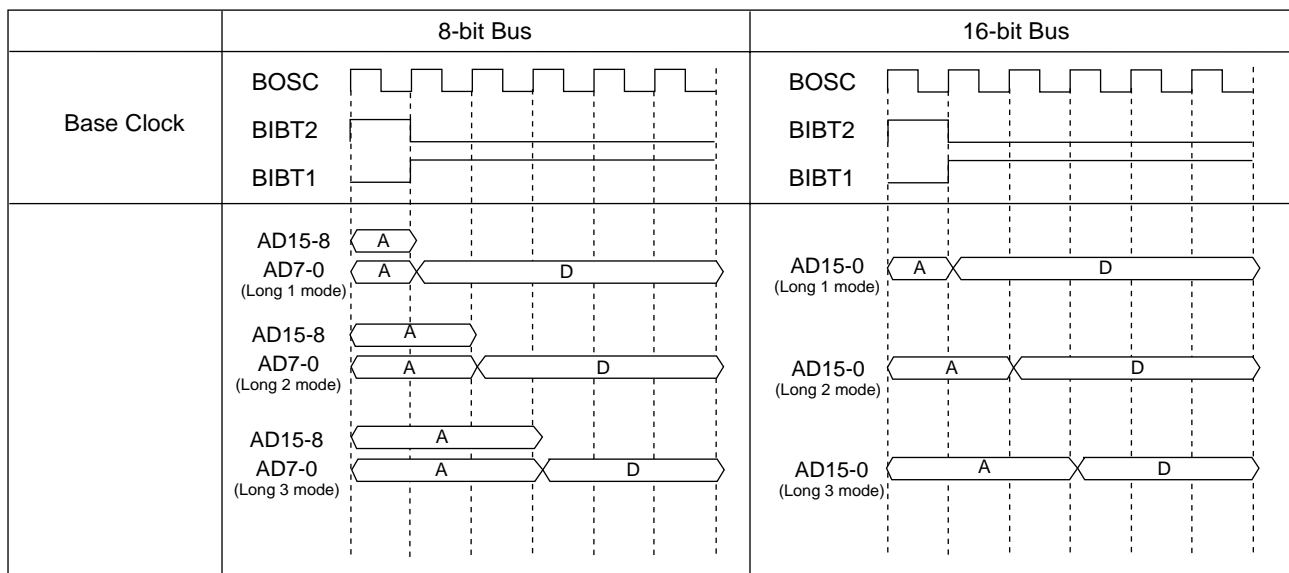 8-bit Bus
16-bit Bus
Base Clock
BOSC
BIBT2
BIBT1
BOSC
BIBT2
BIBT1
AD15-8
A
AD7-0
A
D
(Long 1 mode)
AD15-8
A
AD7-0
A
D
(Long 2 mode)
AD15-8
A
AD7-0
A
D
(Long 3 mode)
AD15-0
A
D
(Long 1 mode)
AD15-0
A
D
(Long 2 mode)
AD15-0
A
D
(Long 3 mode)